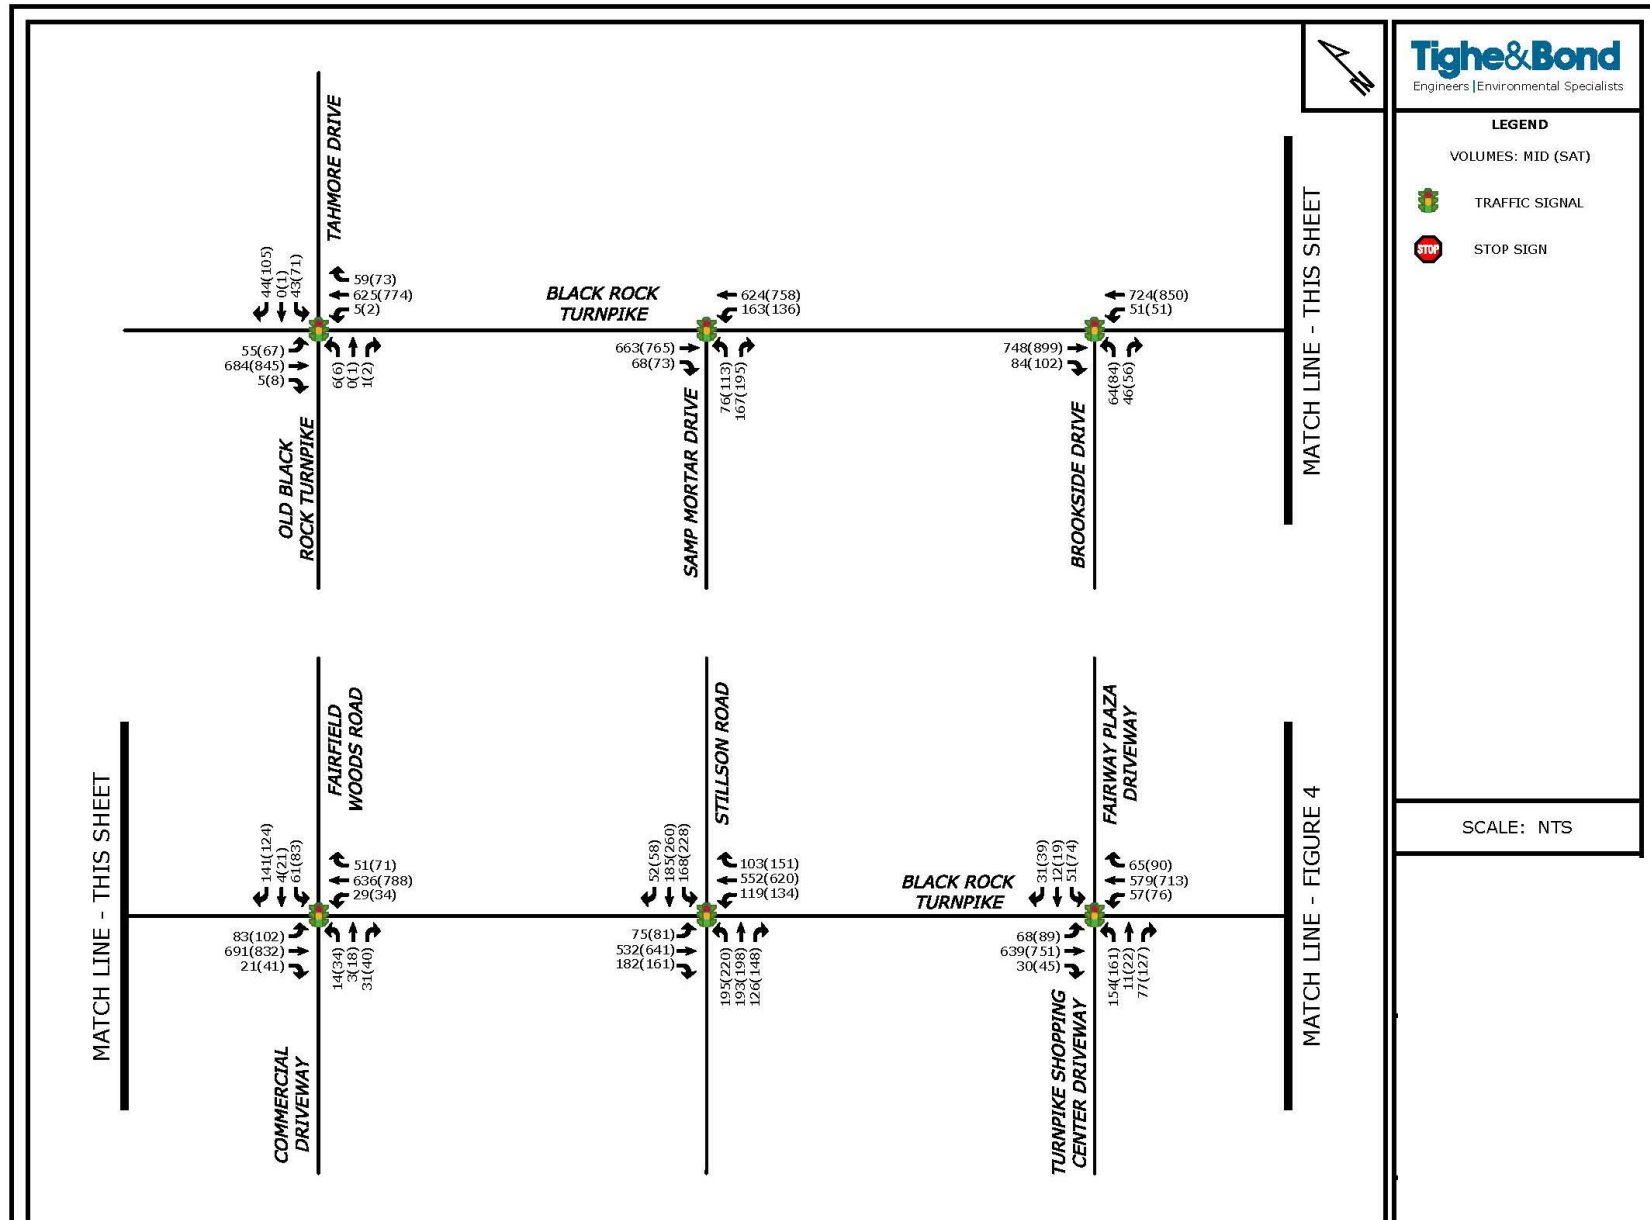 Tighe&Bond
Engineers | Environmental Specialists
LEGEND
VOLUMES: MID (SAT)
TRAFFIC SIGNAL
STOP
STOP SIGN
SCALE: NTS
N
TAHMORE DRIVE
44(105)
0(1)
43(71)
59(73)
625(774)
5(2)
55(67)
684(845)
5(8)
6(6)
0(1)
1(2)
OLD BLACK
ROCK TURNPIKE
BLACK ROCK
TURNPIKE
624(758)
163(136)
663(765)
68(73)
76(113)
167(195)
SAMP MORTAR DRIVE
724(850)
51(51)
748(899)
84(102)
64(84)
46(56)
BROOKSIDE DRIVE
MATCH LINE - THIS SHEET
MATCH LINE - THIS SHEET
FAIRFIELD
WOODS ROAD
141(124)
4(21)
61(83)
51(71)
636(788)
29(34)
83(102)
691(832)
21(41)
14(34)
3(18)
31(40)
COMMERCIAL
DRIVEWAY
STILLSON ROAD
52(58)
185(260)
168(228)
103(151)
552(620)
119(134)
75(81)
532(641)
182(161)
195(220)
193(198)
126(148)
BLACK ROCK
TURNPIKE
FAIRWAY PLAZA
DRIVEWAY
31(39)
12(19)
51(74)
65(90)
579(713)
57(76)
68(89)
639(751)
30(45)
154(161)
11(22)
77(127)
TURNPIKE SHOPPING
CENTER DRIVEWAY
MATCH LINE - FIGURE 4